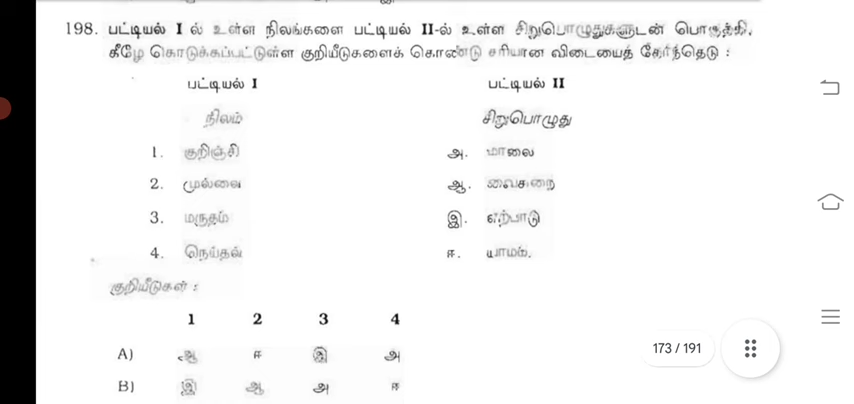 198. பட்டியல் I ல் உள்ள நிலங்களை பட்டியல் II-ல் உள்ள சிறுபொழுதுகளுடன் பொருத்தி,
கீழே கொடுக்கப்பட்டுள்ள குறியீடுகளைக் கொண்டு சரியான விடையைத் தேர்ந்தெடு :
பட்டியல் I பட்டியல் II
நிலம் சிறுபொழுது
1. குறிஞ்சி அ. மாலை
2. முல்லை ஆ. வைகறை
3. மருதம் இ. எற்பாடு
4. நெய்தல் ஈ. யாமம்.
குறியீடுகள் :
1 2 3 4
A) ஆ ஈ இ அ
173 / 191
B) இ ஆ அ ஈ